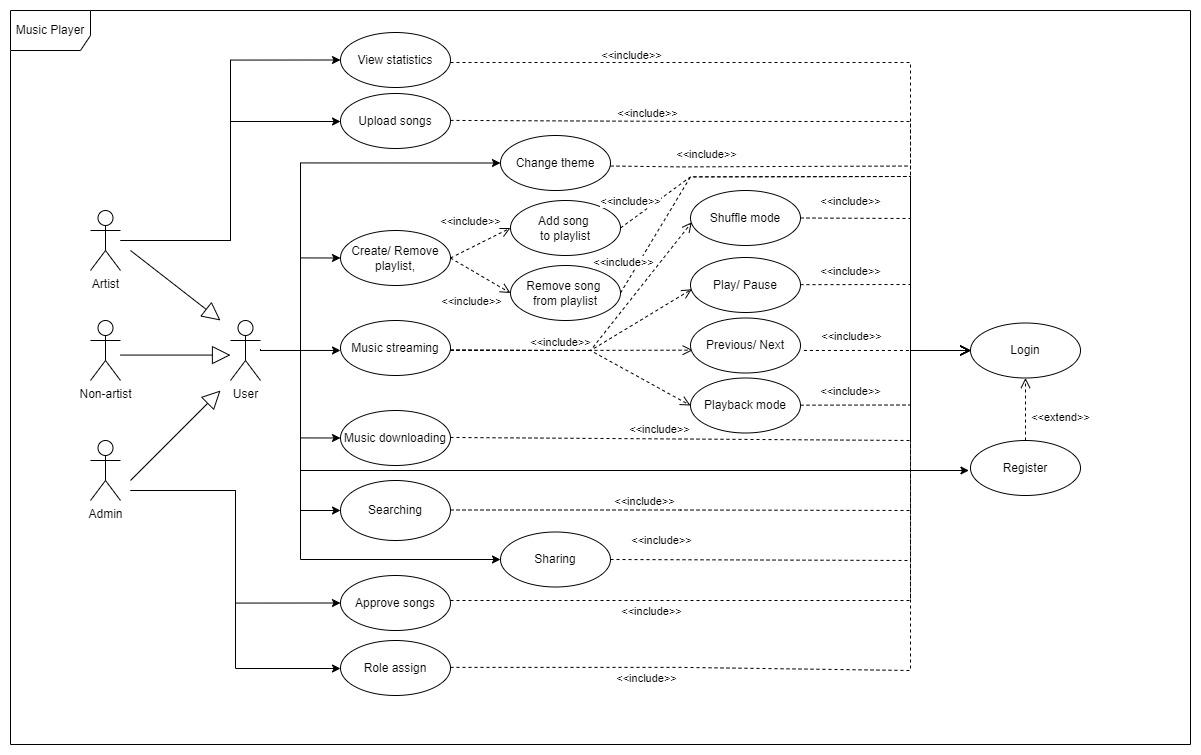 Music Player
View statistics
<<include>>
Upload songs
<<include>>
Change theme
<<include>>
Artist
Create/ Remove
playlist,
<<include>>
<<include>>
Add song
to playlist
<<include>>
Remove song
from playlist
<<include>>
Shuffle mode
<<include>>
Play/ Pause
<<include>>
Non-artist
User
Music streaming
<<include>>
Previous/ Next
<<include>>
Playback mode
<<include>>
Login
<<extend>>
Register
Music downloading
<<include>>
Admin
Searching
<<include>>
Sharing
<<include>>
Approve songs
<<include>>
Role assign
<<include>>